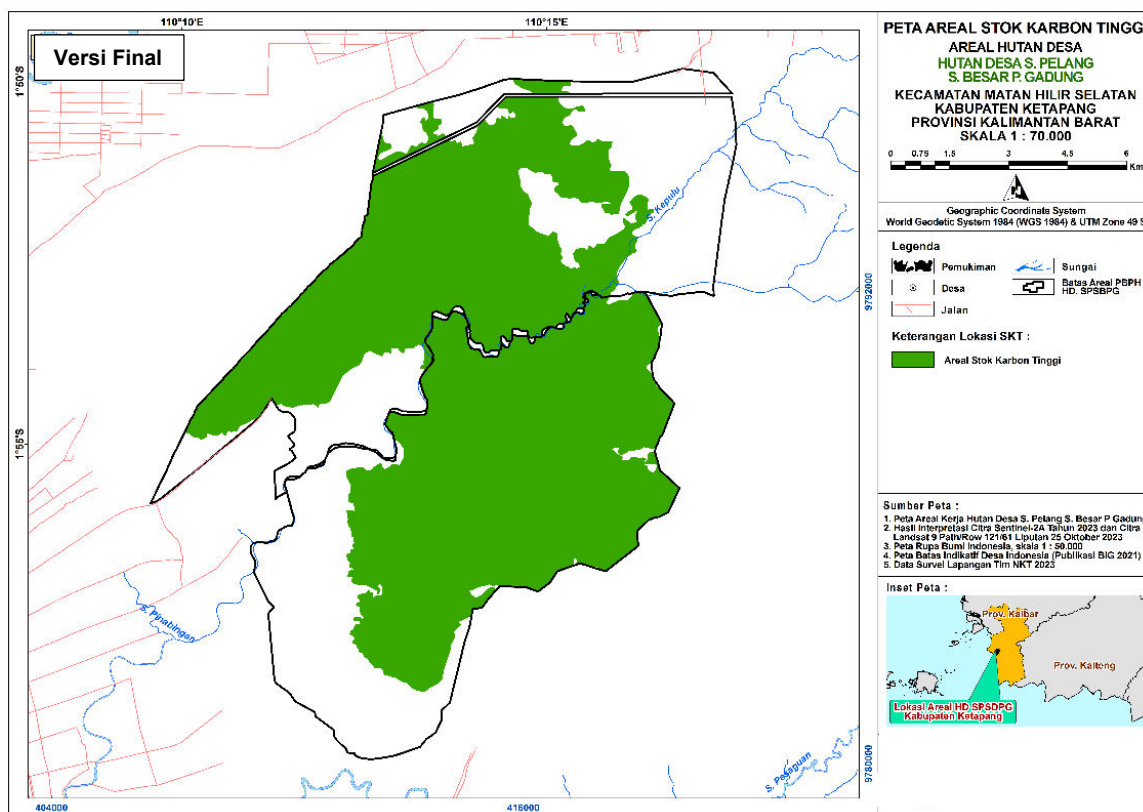 110°10'E
110°15'E
Versi Final
1°50'S
1°55'S
S. Kepulu
S. Pinabingan
S. Pesaguan
9792000
9780000
404000
416000
PETA AREAL STOK KARBON TINGG
AREAL HUTAN DESA
HUTAN DESA S. PELANG
S. BESAR P. GADUNG
KECAMATAN MATAN HILIR SELATAN
KABUPATEN KETAPANG
PROVINSI KALIMANTAN BARAT
SKALA 1 : 70.000
0 0.75 1.5 3 4.5 6
Km
Geographic Coordinate System
World Geodetic System 1984 (WGS 1984) & UTM Zone 49 S
Legenda
Pemukiman
Sungai
Desa
Batas Areal PBPH
HD. SPSBPG
Jalan
Keterangan Lokasi SKT :
Areal Stok Karbon Tinggi
Sumber Peta :
1. Peta Areal Kerja Hutan Desa S. Pelang S. Besar P Gadung
2. Hasil Interpretasi Citra Sentinel-2A Tahun 2023 dan Citra
Landsat 9 Path/Row 121/61 Liputan 25 Oktober 2023
3. Peta Rupa Bumi Indonesia, skala 1 : 50.000
4. Peta Batas Indikatif Desa Indonesia (Publikasi BIG 2021)
5. Data Survei Lapangan Tim NKT 2023
Inset Peta :
Prov. Kalbar
Prov. Kalteng
Lokasi Areal HD SPSDPG
Kabupaten Ketapang